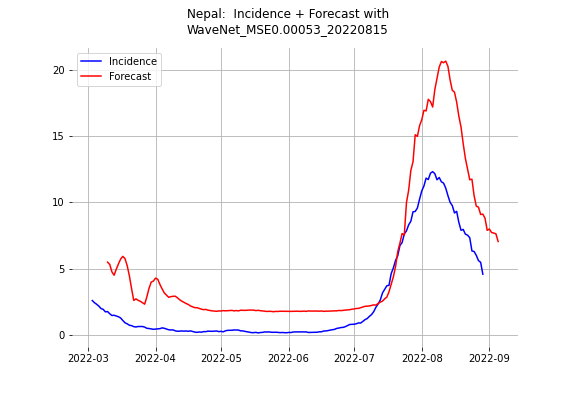 Nepal:  Incidence + Forecast with
WaveNet_MSE0.00053_20220815
Incidence
Forecast
20
15
10
5
0
2022-03 2022-04 2022-05 2022-06 2022-07 2022-08 2022-09